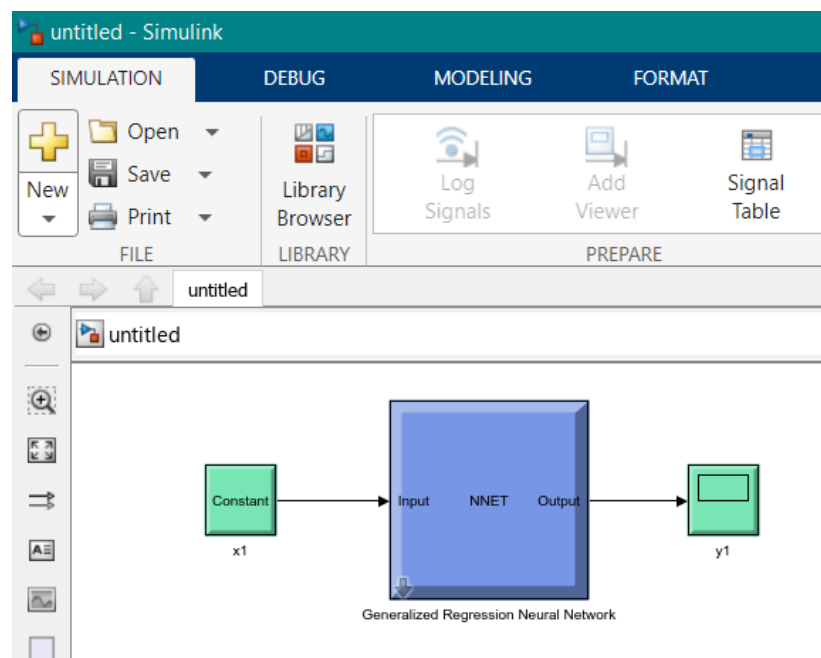 untitled - Simulink
SIMULATION DEBUG MODELING FORMAT
New
Open
Save
Print
FILE
Library
Browser
LIBRARY
Log
Signals
Add
Viewer
Signal
Table
PREPARE
untitled
untitled
Constant
x1
Input NNET Output
Generalized Regression Neural Network
y1
A